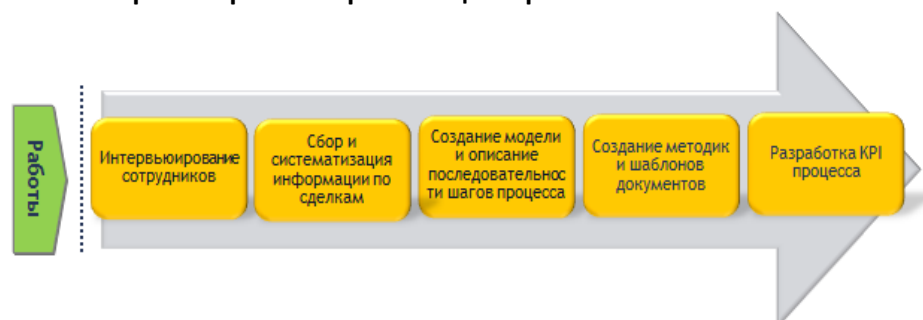 Работы
Интервьюирование
сотрудников
Сбор и
систематизация
информации по
сделкам
Создание модели
и описание
последовательнос
ти шагов процесса
Создание методик
и шаблонов
документов
Разработка KPI
процесса